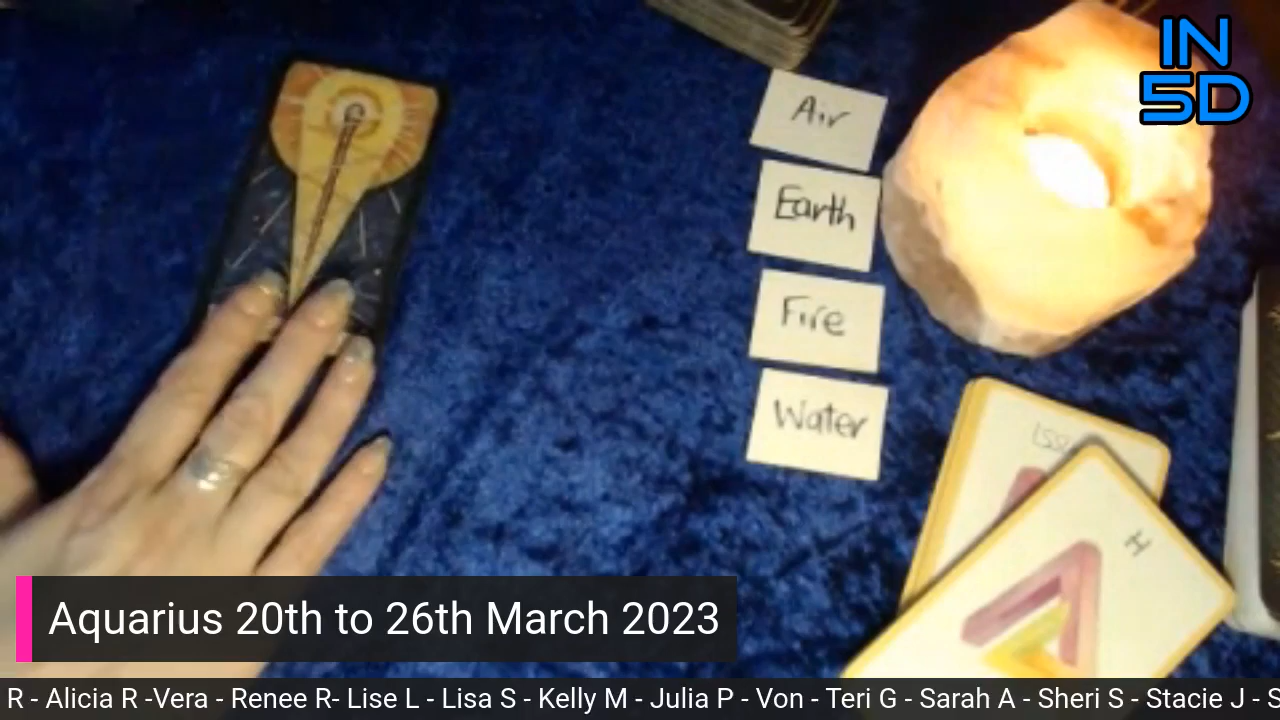 IN
5D
Air
Earth
Fire
Water
H
Aquarius 20th to 26th March 2023
R - Alicia R -Vera - Renee R- Lise L - Lisa S - Kelly M - Julia P - Von - Teri G - Sarah A - Sheri S - Stacie J - S